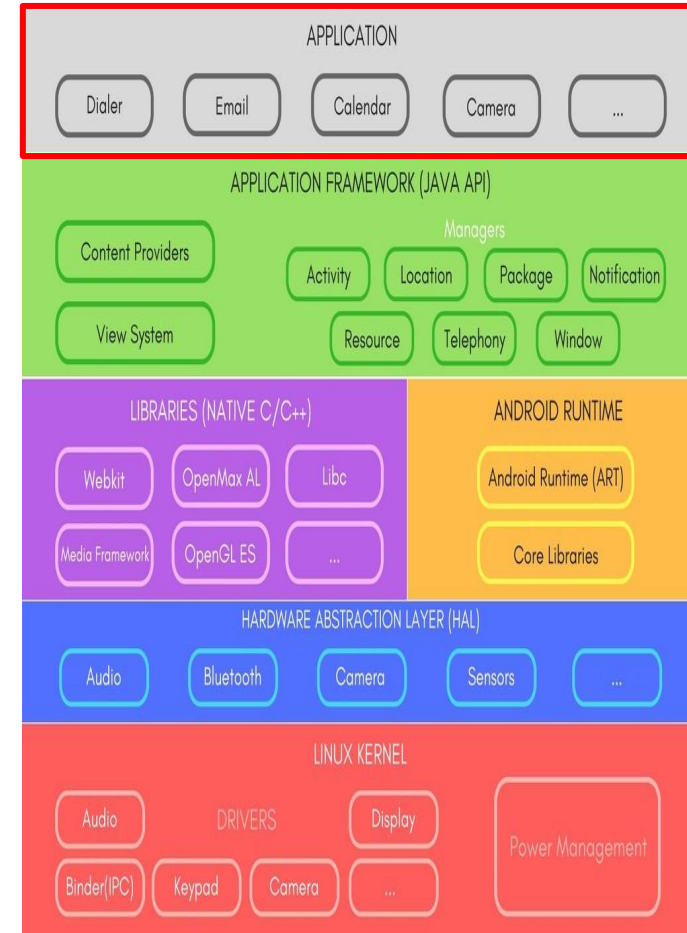 APPLICATION
Dialer Email Calendar Camera ...
APPLICATION FRAMEWORK (JAVA API)
Managers
Content Providers
Activity Location Package Notification
View System
Resource Telephony Window
LIBRARIES (NATIVE C/C++)
Webkit OpenMax AL Libc
Media Framework OpenGL ES ...
ANDROID RUNTIME
Android Runtime (ART)
Core Libraries
HARDWARE ABSTRACTION LAYER (HAL)
Audio Bluetooth Camera Sensors ...
LINUX KERNEL
Audio DRIVERS Display
Binder(IPC) Keypad Camera ...
Power Management